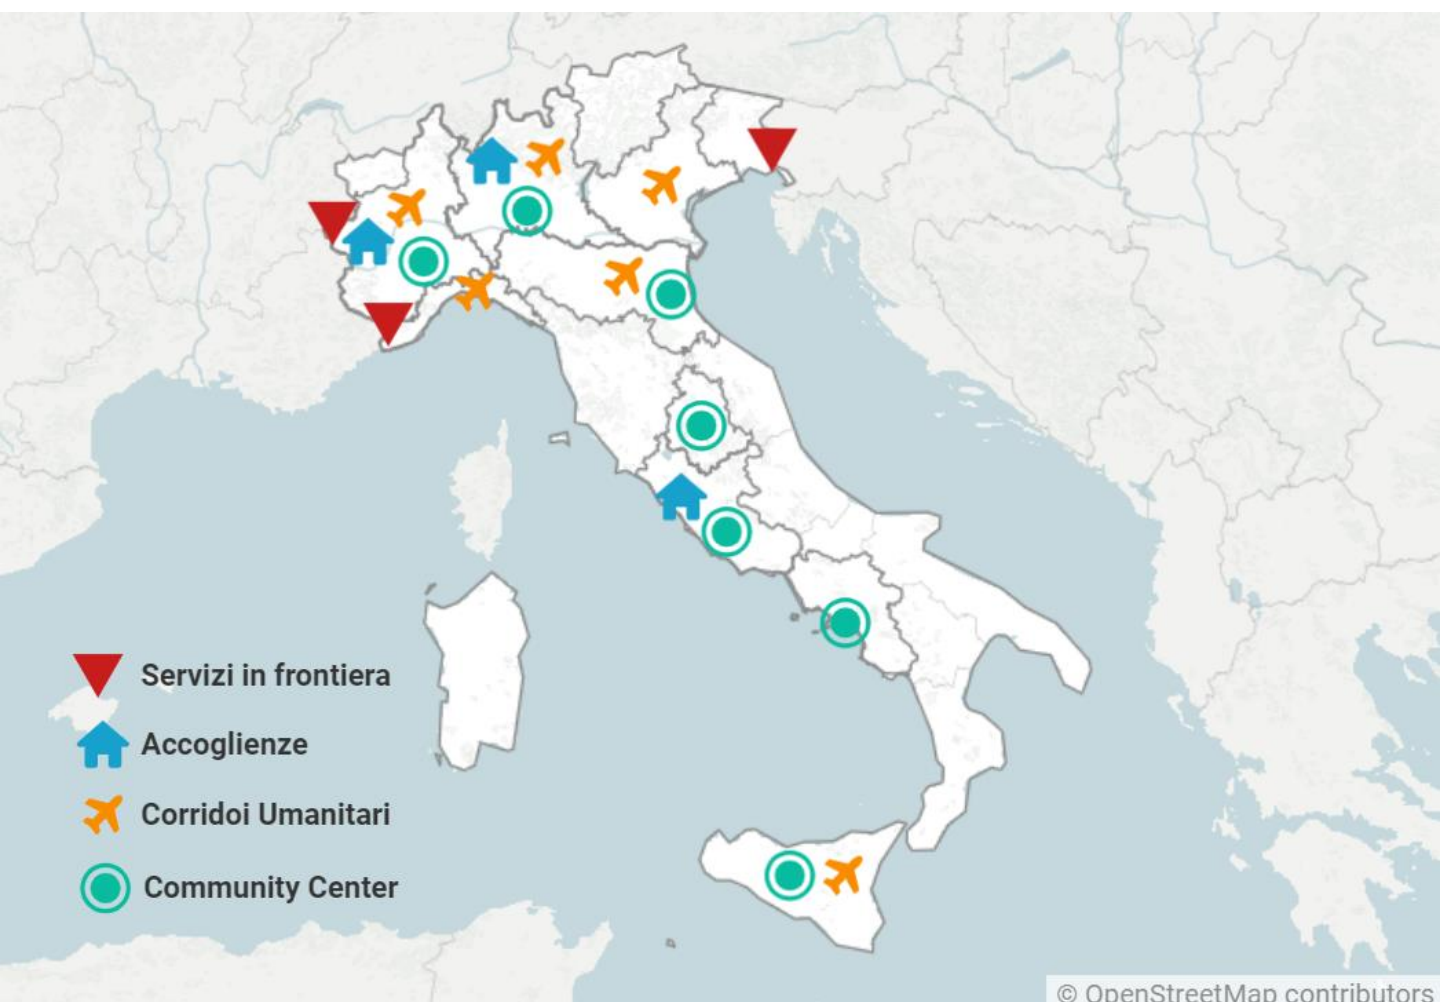 Servizi in frontiera
Accoglienze
Corridoi Umanitari
Community Center
© OpenStreetMap contributors